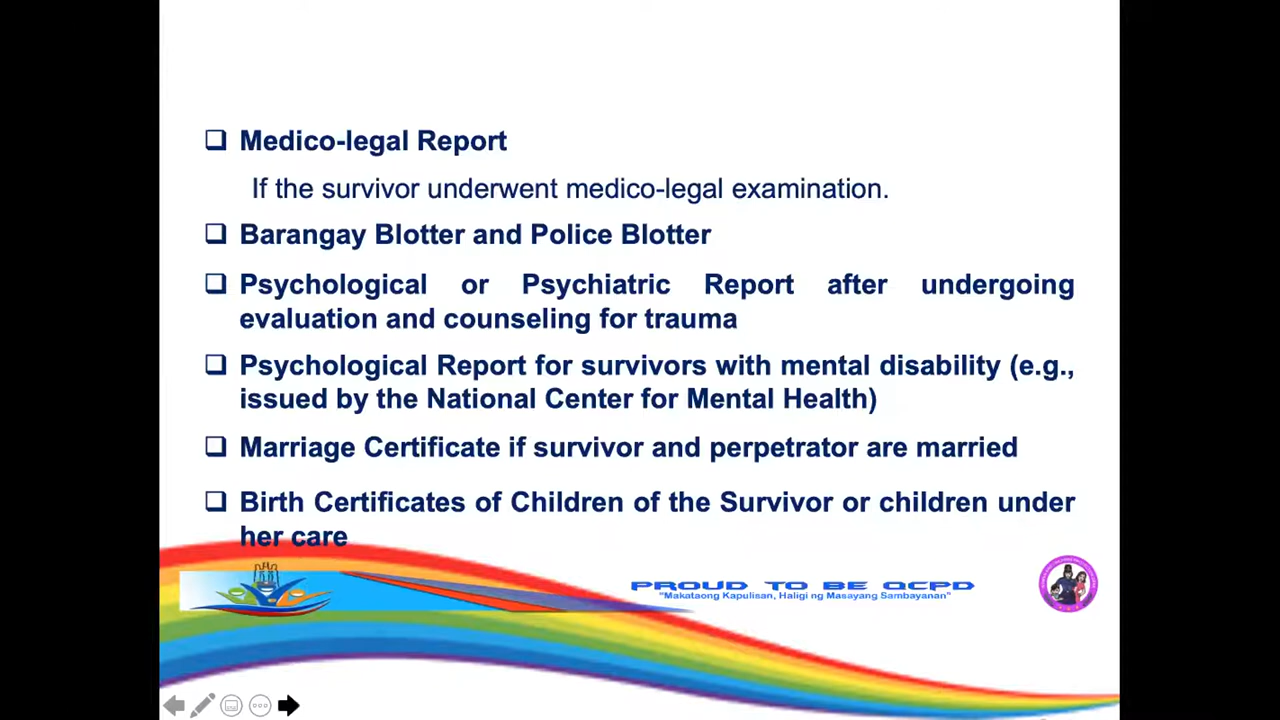 Medico-legal Report
If the survivor underwent medico-legal examination.
Barangay Blotter and Police Blotter
Psychological or Psychiatric Report after undergoing
evaluation and counseling for trauma
Psychological Report for survivors with mental disability (e.g.,
issued by the National Center for Mental Health)
Marriage Certificate if survivor and perpetrator are married
Birth Certificates of Children of the Survivor or children under
her care
PROUD TO BE QCPD
"Makataong Kapulisan, Haligi ng Masayang Sambayanan"